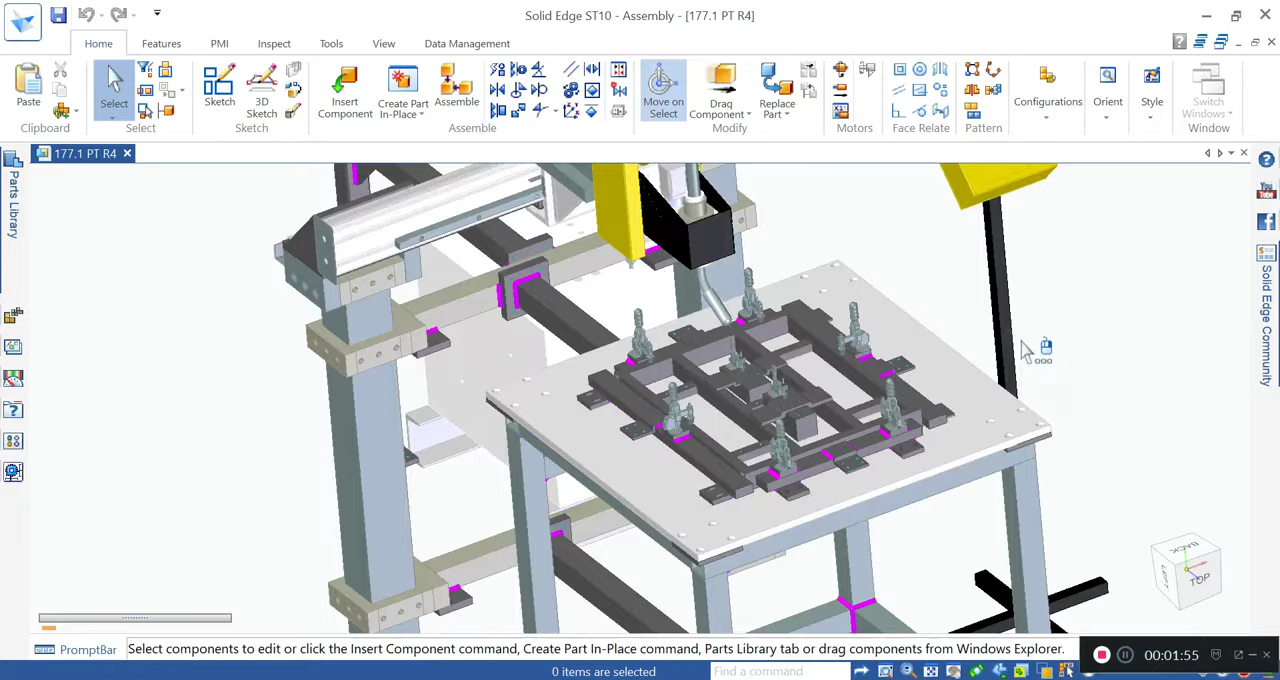 Solid Edge ST10 - Assembly - [177.1 PT R4]
Home
Features
PMI
Inspect
Tools
View
Data Management
Paste
Select
Sketch
3D
Sketch
Insert
Component
Create Part
In-Place
Assemble
Move on
Select
Drag
Component
Replace
Part
Configurations
Orient
Style
Switch
Windows
Clipboard
Select
Sketch
Assemble
Modify
Motors
Face Relate
Pattern
Window
177.1 PT R4
Parts Library
You
Tube
Solid Edge Community
BACK
LEFT
TOP
PromptBar
Select components to edit or click the Insert Component command, Create Part In-Place command, Parts Library tab or drag components from Windows Explorer.
0 items are selected
Find a command
00:01:55